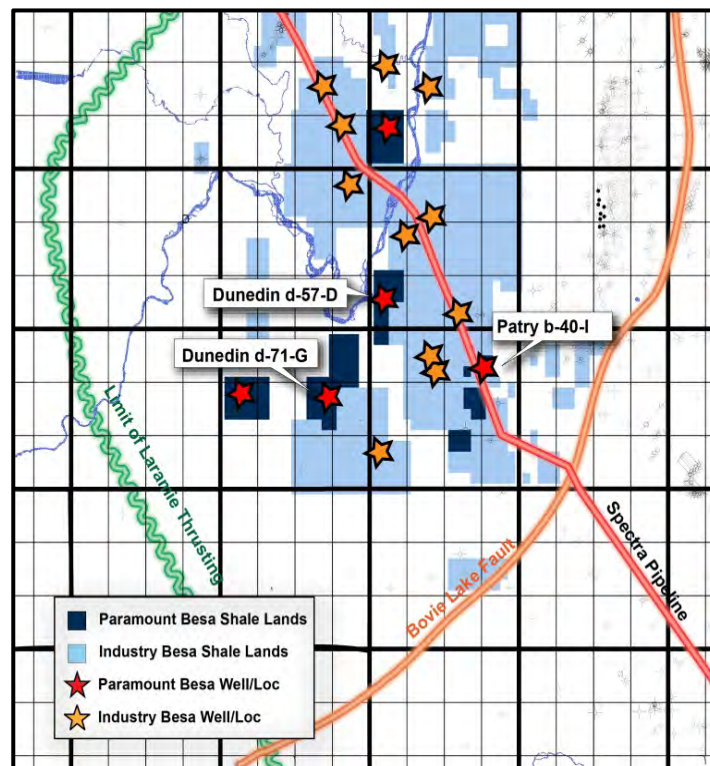 Dunedin d-57-D
Patry b-40-I
Dunedin d-71-G
Limit of Laramie Thrusting
Bovie Lake Fault
Spectra Pipeline
Paramount Besa Shale Lands
Industry Besa Shale Lands
Paramount Besa Well/Loc
Industry Besa Well/Loc